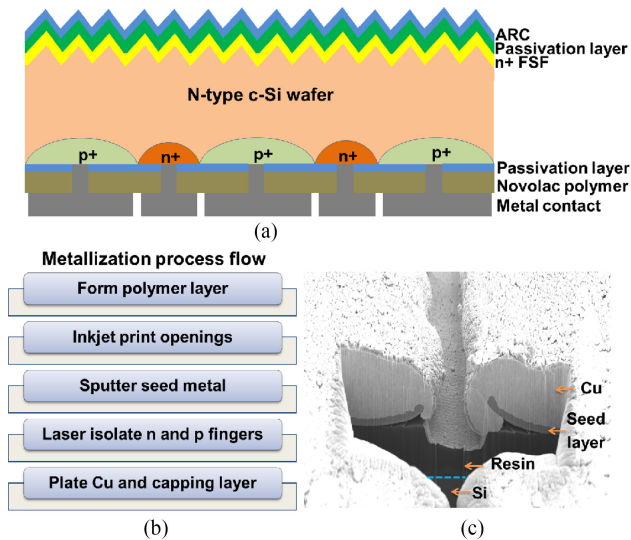 ARC
Passivation layer
n+ FSF
N-type c-Si wafer
p+
n+
p+
n+
p+
Passivation layer
Novolac polymer
Metal contact
(a)
Metallization process flow
Form polymer layer
Inkjet print openings
Sputter seed metal
Laser isolate n and p fingers
Plate Cu and capping layer
(b)
Cu
Seed
layer
Resin
Si
(c)